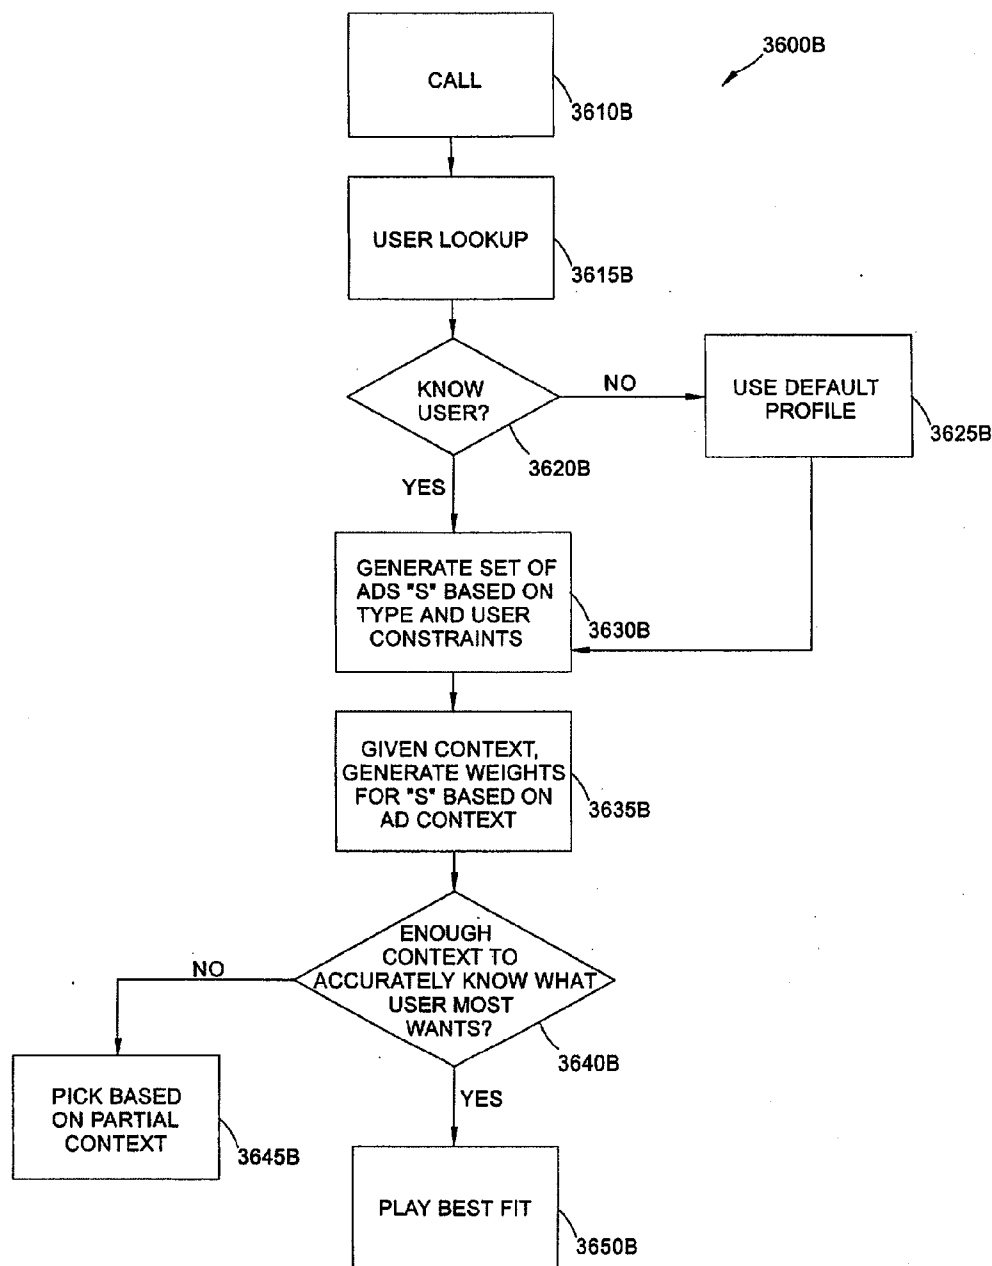 3600B
CALL
3610B
USER LOOKUP
3615B
KNOW
USER?
3620B
NO
USE DEFAULT
PROFILE
3625B
YES
GENERATE SET OF
ADS "S" BASED ON
TYPE AND USER
CONSTRAINTS
3630B
GIVEN CONTEXT,
GENERATE WEIGHTS
FOR "S" BASED ON
AD CONTEXT
3635B
ENOUGH
CONTEXT TO
ACCURATELY KNOW WHAT
USER MOST
WANTS?
3640B
NO
PICK BASED
ON PARTIAL
CONTEXT
3645B
YES
PLAY BEST FIT
3650B